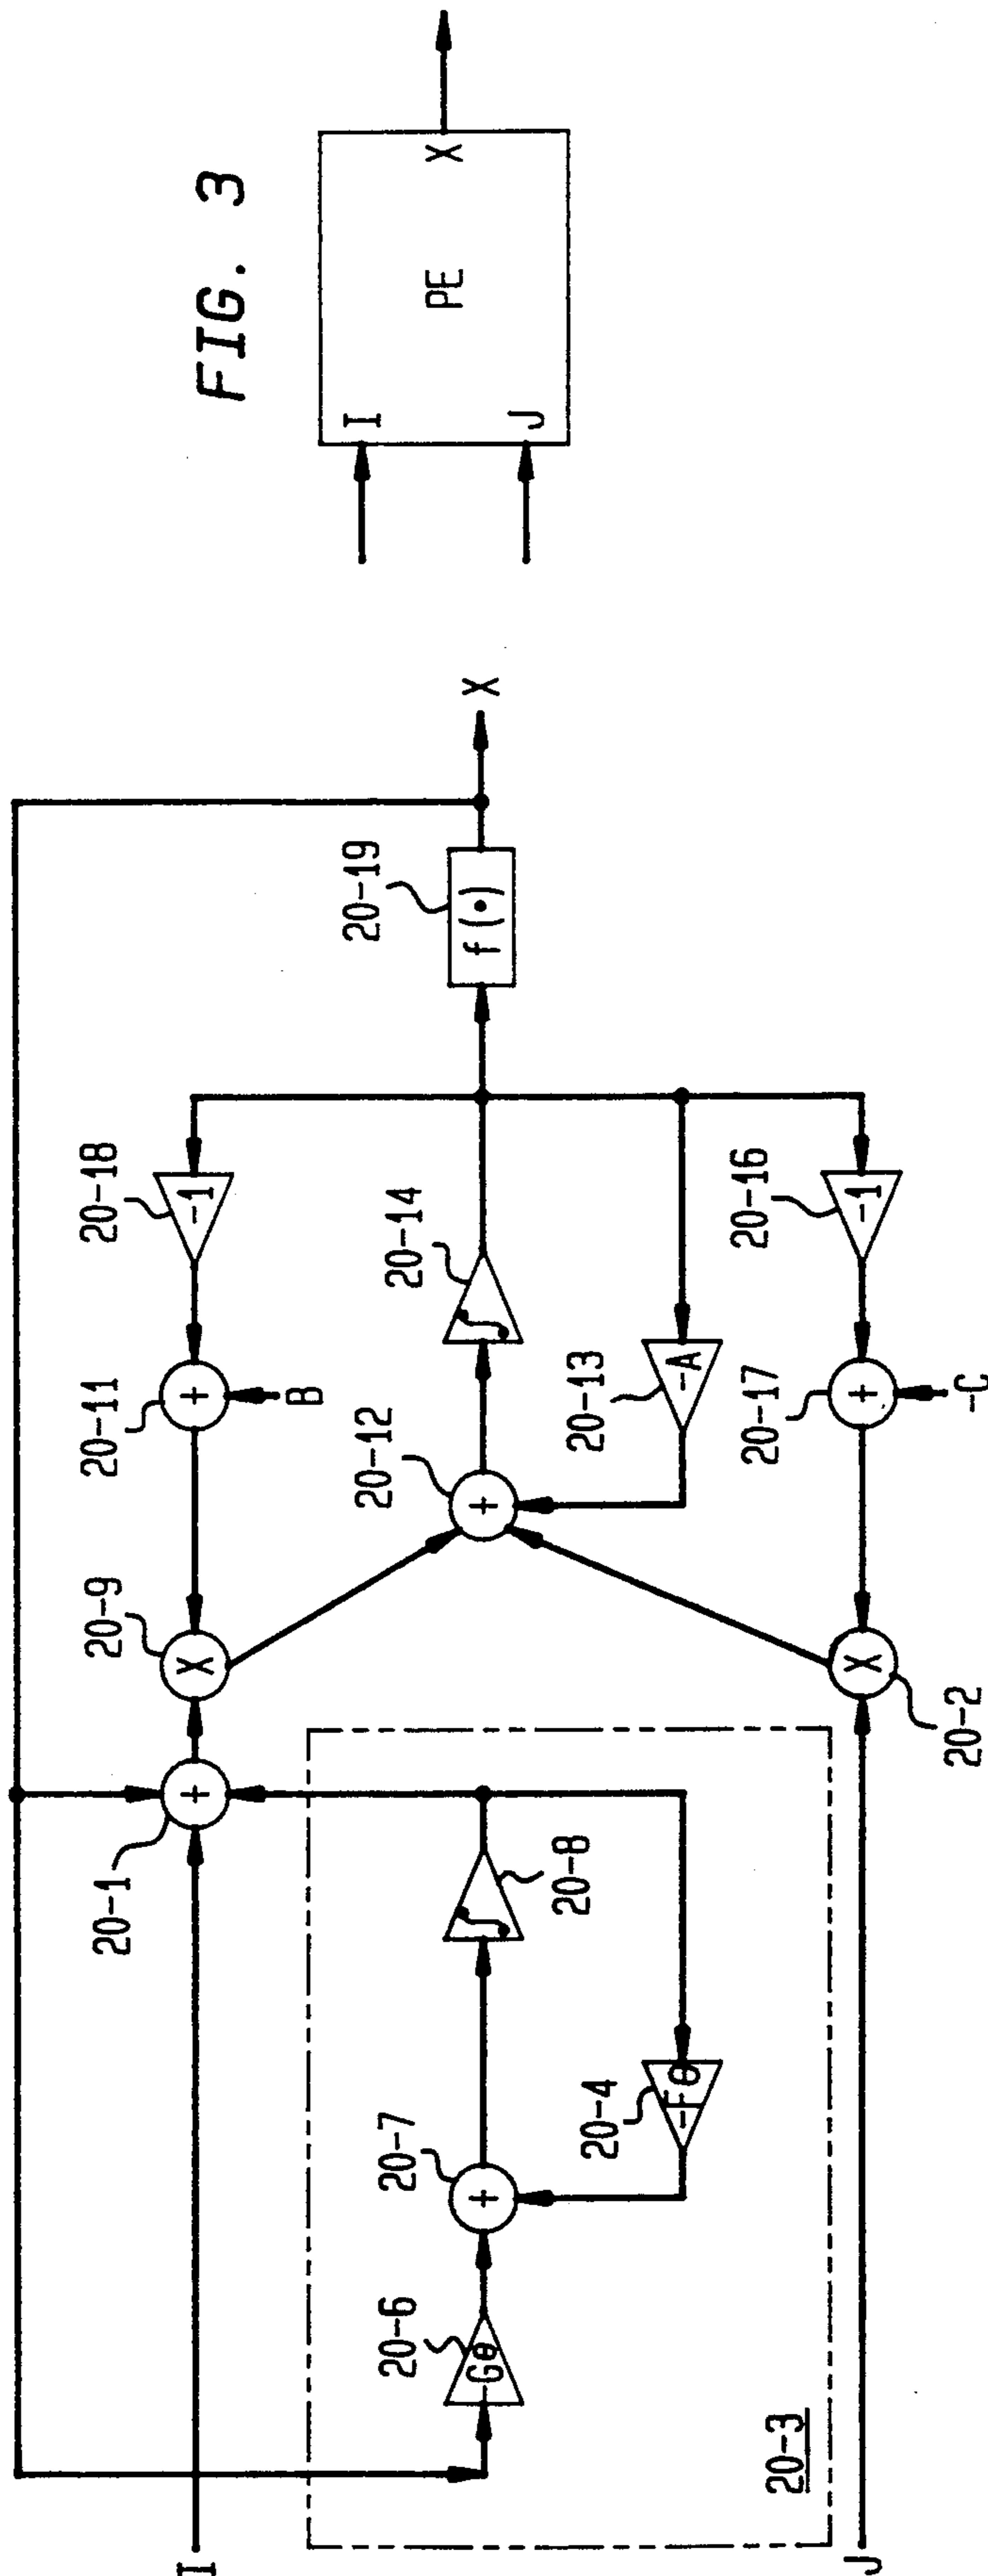 FIG. 3
I
J
PE
X
I
J
20-1
+
20-9
X
20-11
+
B
20-18
-1
20-12
+
20-14
∫
20-13
-A
20-19
f(•)
X
20-3
20-6
-Gθ
20-7
+
20-8
∫
20-4
-Fθ
20-2
X
20-17
+
-C
20-16
-1